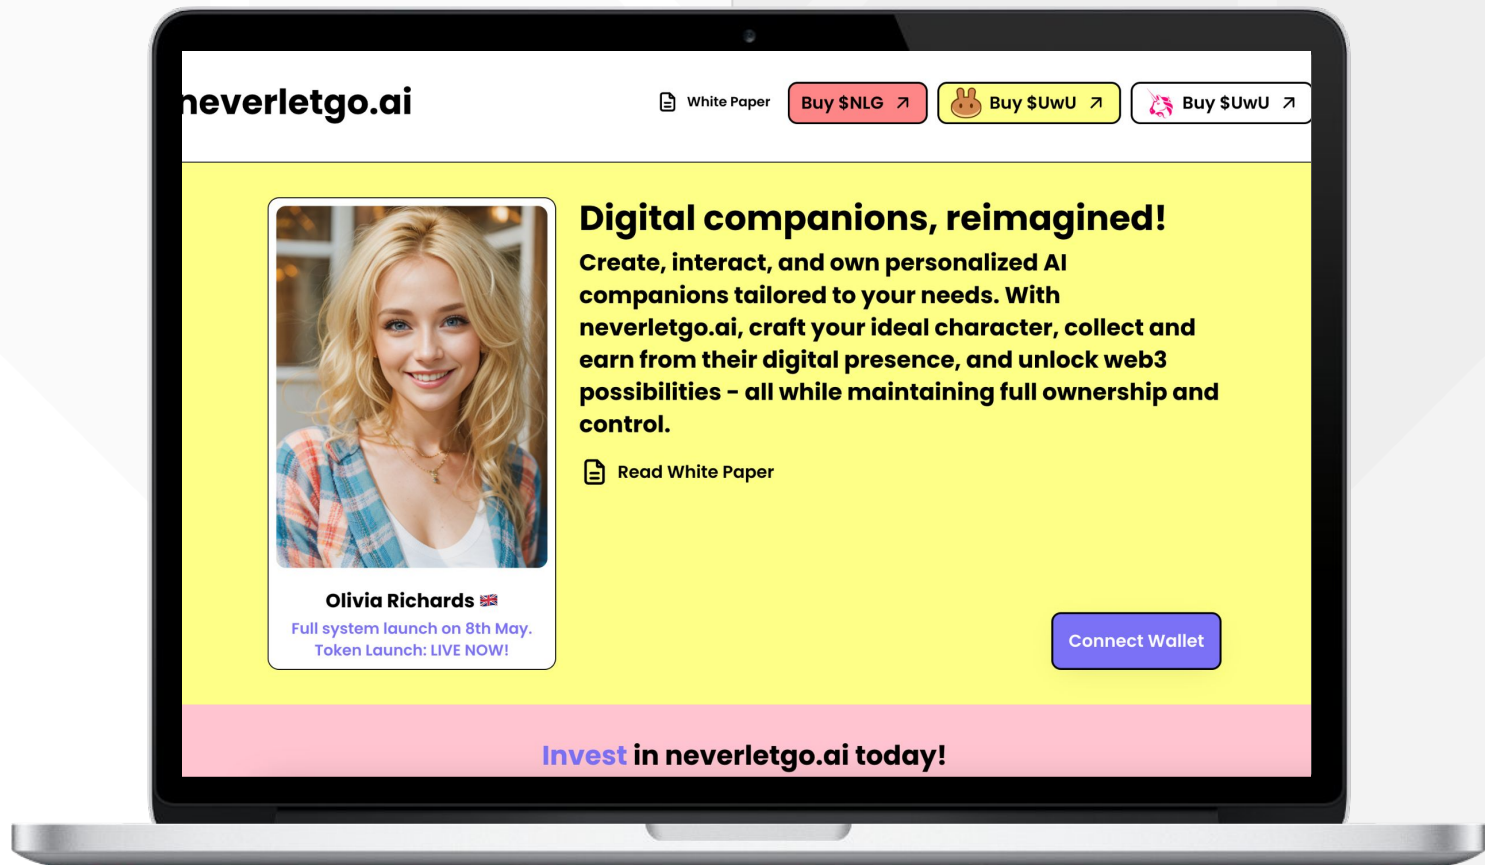 neverletgo.ai
White Paper
Buy $NLG
Buy $UwU
Buy $UwU
Digital companions, reimagined!
Create, interact, and own personalized AI
companions tailored to your needs. With
neverletgo.ai, craft your ideal character, collect and
earn from their digital presence, and unlock web3
possibilities - all while maintaining full ownership and
control.
Read White Paper
Olivia Richards
Full system launch on 8th May.
Token Launch: LIVE NOW!
Connect Wallet
Invest in neverletgo.ai today!